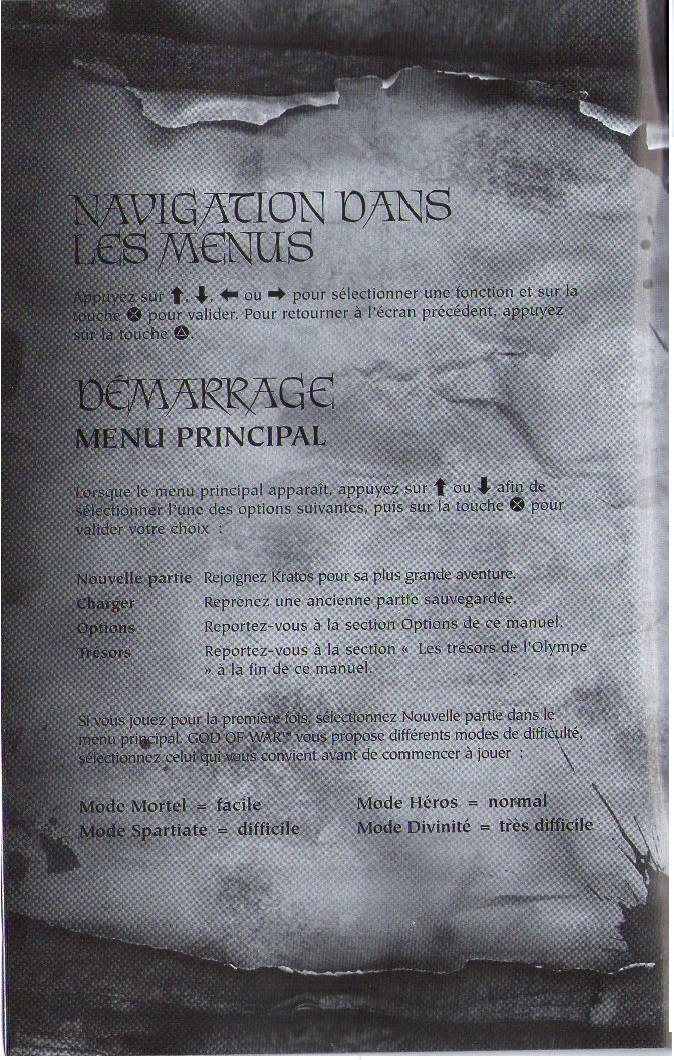 NAVIGATION DANS
LES MENUS
Appuyez sur ⬆, ⬇, ⬅ ou ➡ pour sélectionner une fonction et sur la
touche ⊗ pour valider. Pour retourner à l'écran précédent, appuyez
sur la touche △.
DÉMARRAGE
MENU PRINCIPAL
Lorsque le menu principal apparaît, appuyez sur ⬆ ou ⬇ afin de
sélectionner l'une des options suivantes, puis sur la touche ⊗ pour
valider votre choix :
Nouvelle partie Rejoignez Kratos pour sa plus grande aventure.
Charger Reprenez une ancienne partie sauvegardée.
Options Reportez-vous à la section Options de ce manuel.
Trésors Reportez-vous à la section « Les trésors de l'Olympe
» à la fin de ce manuel.
Si vous jouez pour la première fois, sélectionnez Nouvelle partie dans le
menu principal. GOD OF WAR™ vous propose différents modes de difficulté,
sélectionnez celui qui vous convient avant de commencer à jouer :
Mode Mortel = facile Mode Héros = normal
Mode Spartiate = difficile Mode Divinité = très difficile